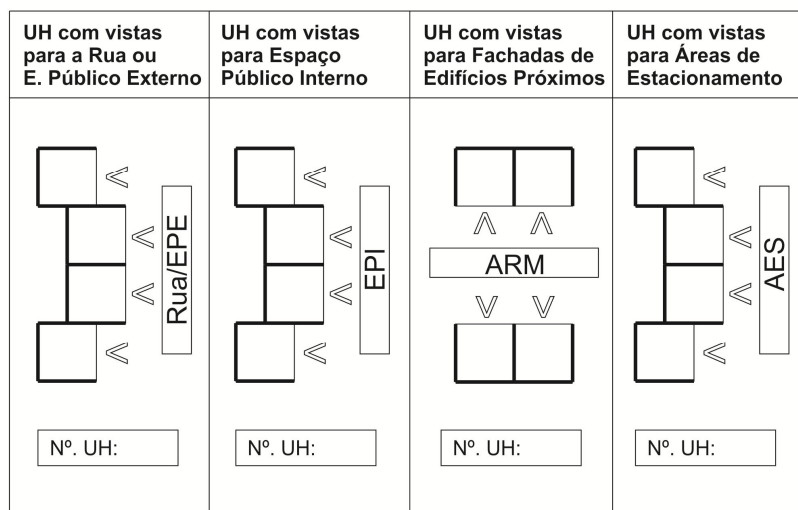 UH com vistas
para a Rua ou
E. Público Externo
UH com vistas
para Espaço
Público Interno
UH com vistas
para Fachadas de
Edifícios Próximos
UH com vistas
para Áreas de
Estacionamento
Rua/EPE
EPI
ARM
AES
Nº. UH:
Nº. UH:
Nº. UH:
Nº. UH: